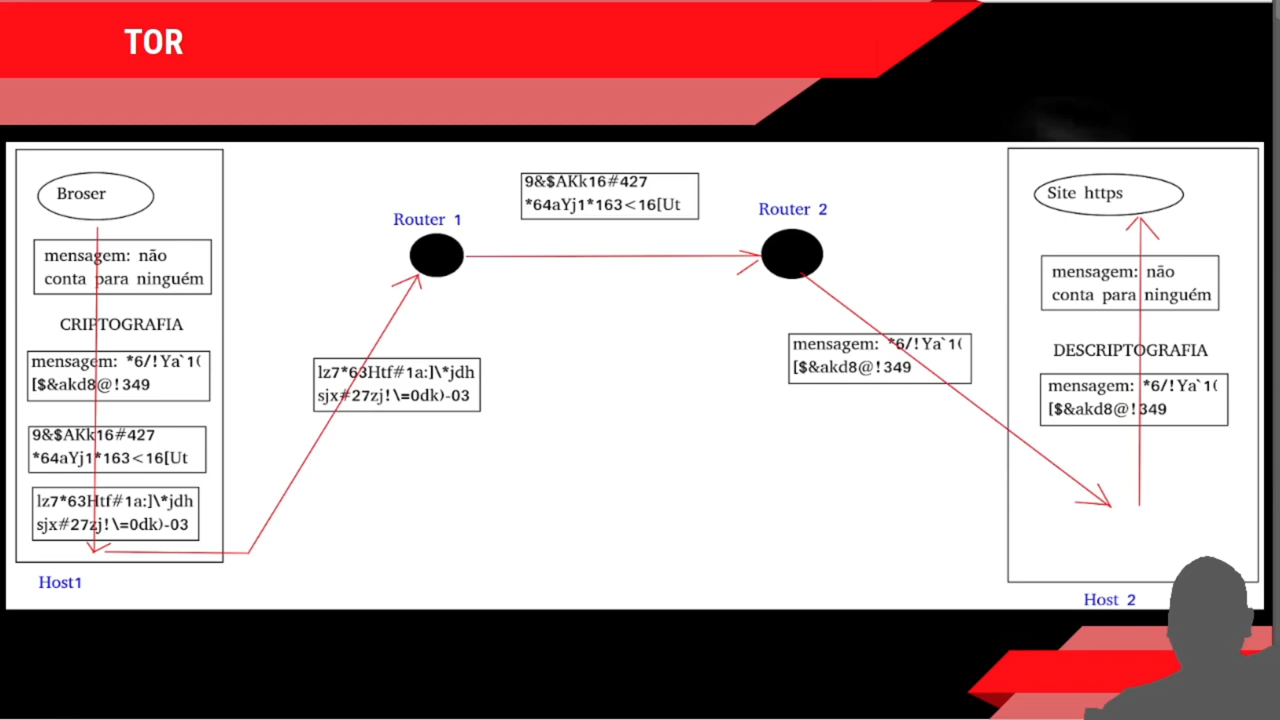 TOR
Broser
mensagem: não
conta para ninguém
CRIPTOGRAFIA
mensagem: *6/!Ya`1(
[$&akd8@!349
9&$AKk16#427
*64aYj1*163<16[Ut
lz7*63Htf#1a:]\*jdh
sjx#27zj!\=0dk)-03
Host1
Router 1
lz7*63Htf#1a:]\*jdh
sjx#27zj!\=0dk)-03
9&$AKk16#427
*64aYj1*163<16[Ut
Router 2
mensagem: *6/!Ya`1(
[$&akd8@!349
Site https
mensagem: não
conta para ninguém
DESCRIPTOGRAFIA
mensagem: *6/!Ya`1(
[$&akd8@!349
Host 2